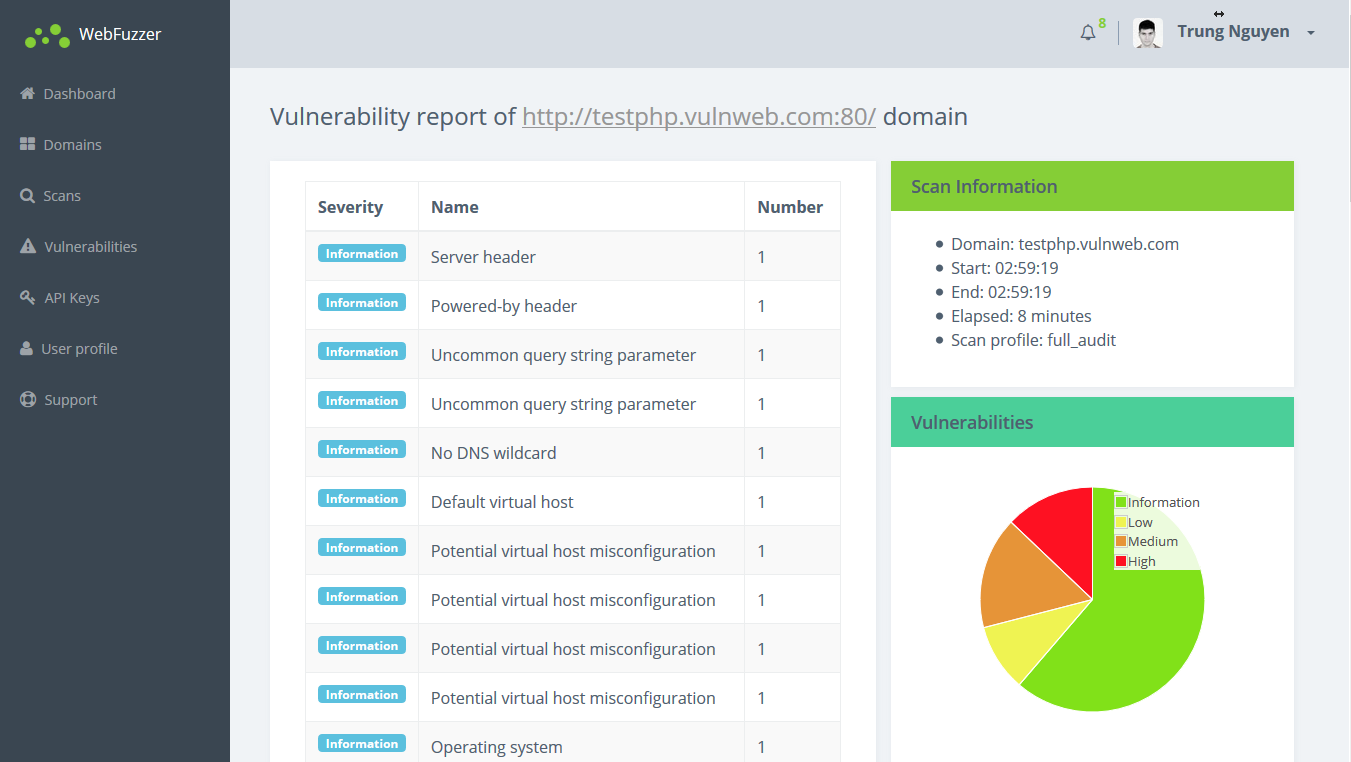 WebFuzzer
8
Trung Nguyen
Dashboard
Domains
Scans
Vulnerabilities
API Keys
User profile
Support
Vulnerability report of http://testphp.vulnweb.com:80/ domain
Severity Name Number
Information Server header 1
Information Powered-by header 1
Information Uncommon query string parameter 1
Information Uncommon query string parameter 1
Information No DNS wildcard 1
Information Default virtual host 1
Information Potential virtual host misconfiguration 1
Information Potential virtual host misconfiguration 1
Information Potential virtual host misconfiguration 1
Information Potential virtual host misconfiguration 1
Information Operating system 1
Scan Information
Domain: testphp.vulnweb.com
Start: 02:59:19
End: 02:59:19
Elapsed: 8 minutes
Scan profile: full_audit
Vulnerabilities
Information
Low
Medium
High